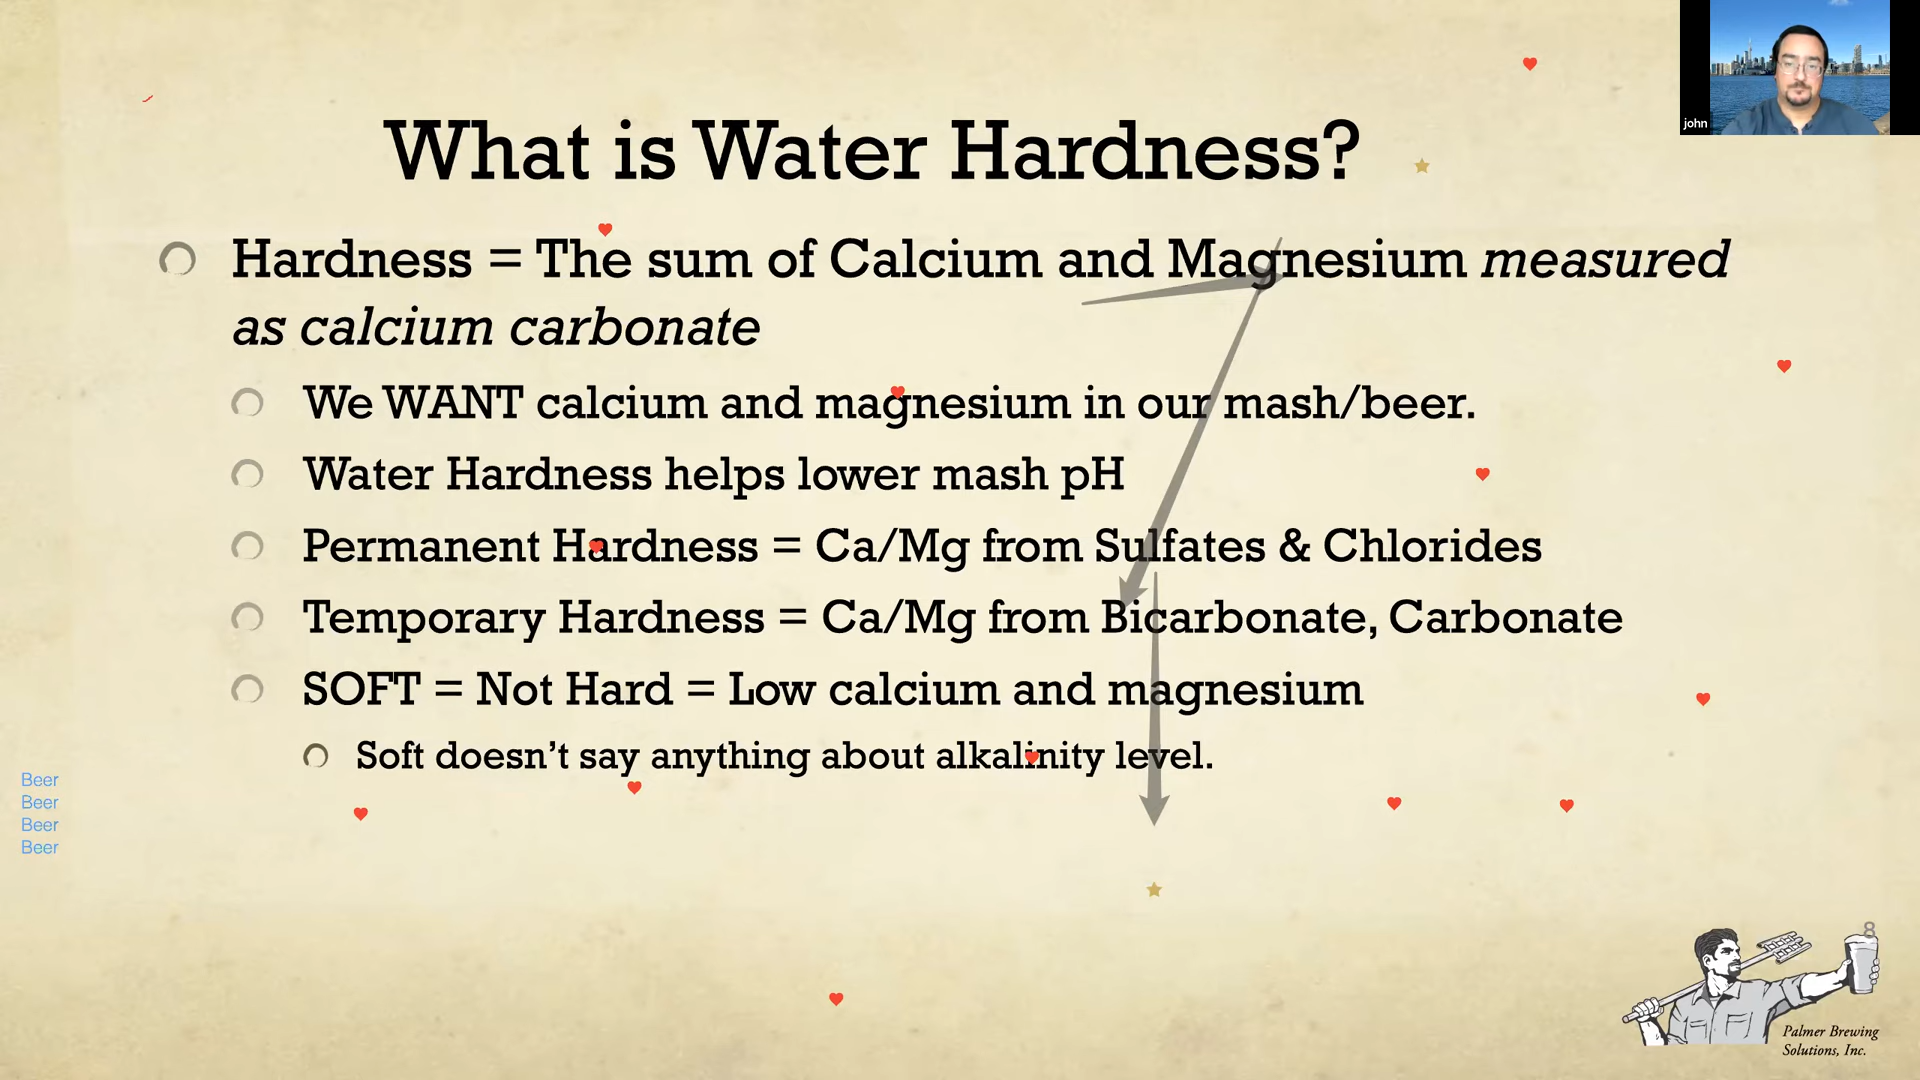 john
What is Water Hardness?
Hardness = The sum of Calcium and Magnesium measured
as calcium carbonate
We WANT calcium and magnesium in our mash/beer.
Water Hardness helps lower mash pH
Permanent Hardness = Ca/Mg from Sulfates & Chlorides
Temporary Hardness = Ca/Mg from Bicarbonate, Carbonate
SOFT = Not Hard = Low calcium and magnesium
Soft doesn’t say anything about alkalinity level.
Beer
Beer
Beer
Beer
8
Palmer Brewing
Solutions, Inc.